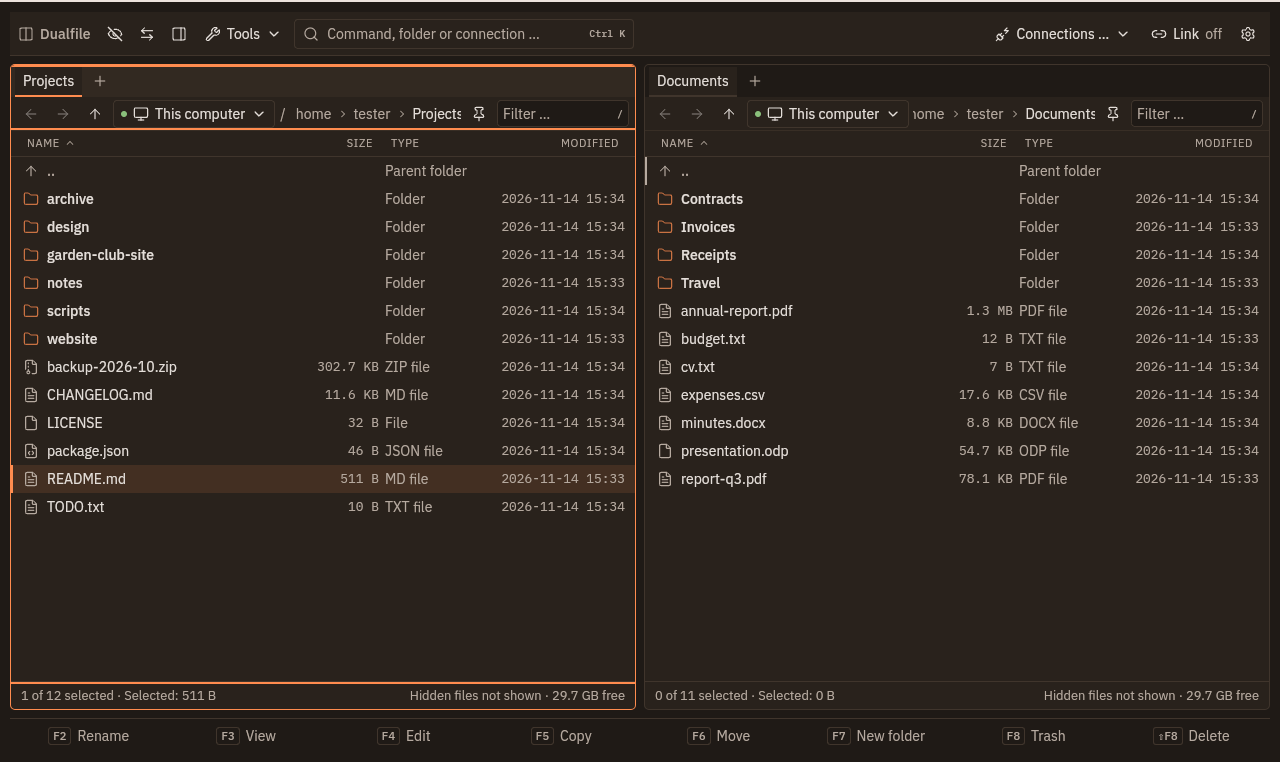 Dualfile Tools Command, folder or connection ... Ctrl K Connections ... Link off
Projects
This computer / home tester Projects Filter ... /
NAME SIZE TYPE MODIFIED
.. Parent folder
archive Folder 2026-11-14 15:34
design Folder 2026-11-14 15:34
garden-club-site Folder 2026-11-14 15:34
notes Folder 2026-11-14 15:33
scripts Folder 2026-11-14 15:34
website Folder 2026-11-14 15:33
backup-2026-10.zip 302.7 KB ZIP file 2026-11-14 15:34
CHANGELOG.md 11.6 KB MD file 2026-11-14 15:34
LICENSE 32 B File 2026-11-14 15:34
package.json 46 B JSON file 2026-11-14 15:34
README.md 511 B MD file 2026-11-14 15:33
TODO.txt 10 B TXT file 2026-11-14 15:34
1 of 12 selected · Selected: 511 B Hidden files not shown · 29.7 GB free
Documents
This computer home tester Documents Filter ... /
NAME SIZE TYPE MODIFIED
.. Parent folder
Contracts Folder 2026-11-14 15:34
Invoices Folder 2026-11-14 15:33
Receipts Folder 2026-11-14 15:34
Travel Folder 2026-11-14 15:33
annual-report.pdf 1.3 MB PDF file 2026-11-14 15:34
budget.txt 12 B TXT file 2026-11-14 15:33
cv.txt 7 B TXT file 2026-11-14 15:34
expenses.csv 17.6 KB CSV file 2026-11-14 15:34
minutes.docx 8.8 KB DOCX file 2026-11-14 15:34
presentation.odp 54.7 KB ODP file 2026-11-14 15:34
report-q3.pdf 78.1 KB PDF file 2026-11-14 15:33
0 of 11 selected · Selected: 0 B Hidden files not shown · 29.7 GB free
F2 Rename F3 View F4 Edit F5 Copy F6 Move F7 New folder F8 Trash ⇧F8 Delete